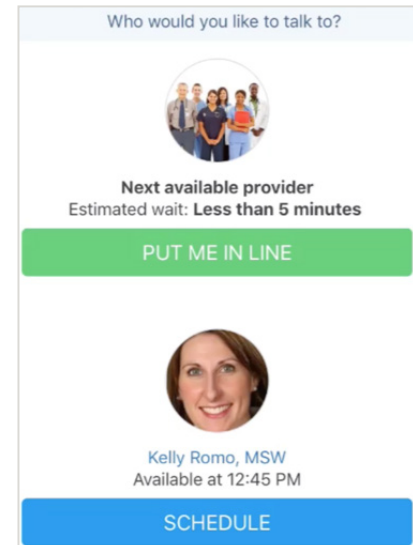 Who would you like to talk to?
Next available provider
Estimated wait: Less than 5 minutes
PUT ME IN LINE
Kelly Romo, MSW
Available at 12:45 PM
SCHEDULE